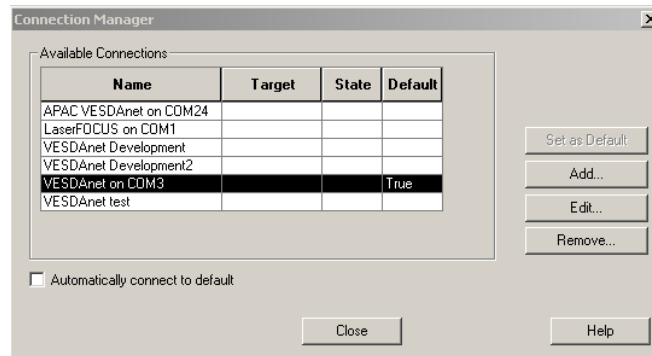 Connection Manager
Available Connections
Name Target State Default
APAC VESDAnet on COM24
LaserFOCUS on COM1
VESDAnet Development
VESDAnet Development2
VESDAnet on COM3 True
VESDAnet test
Set as Default
Add...
Edit...
Remove...
Automatically connect to default
Close Help